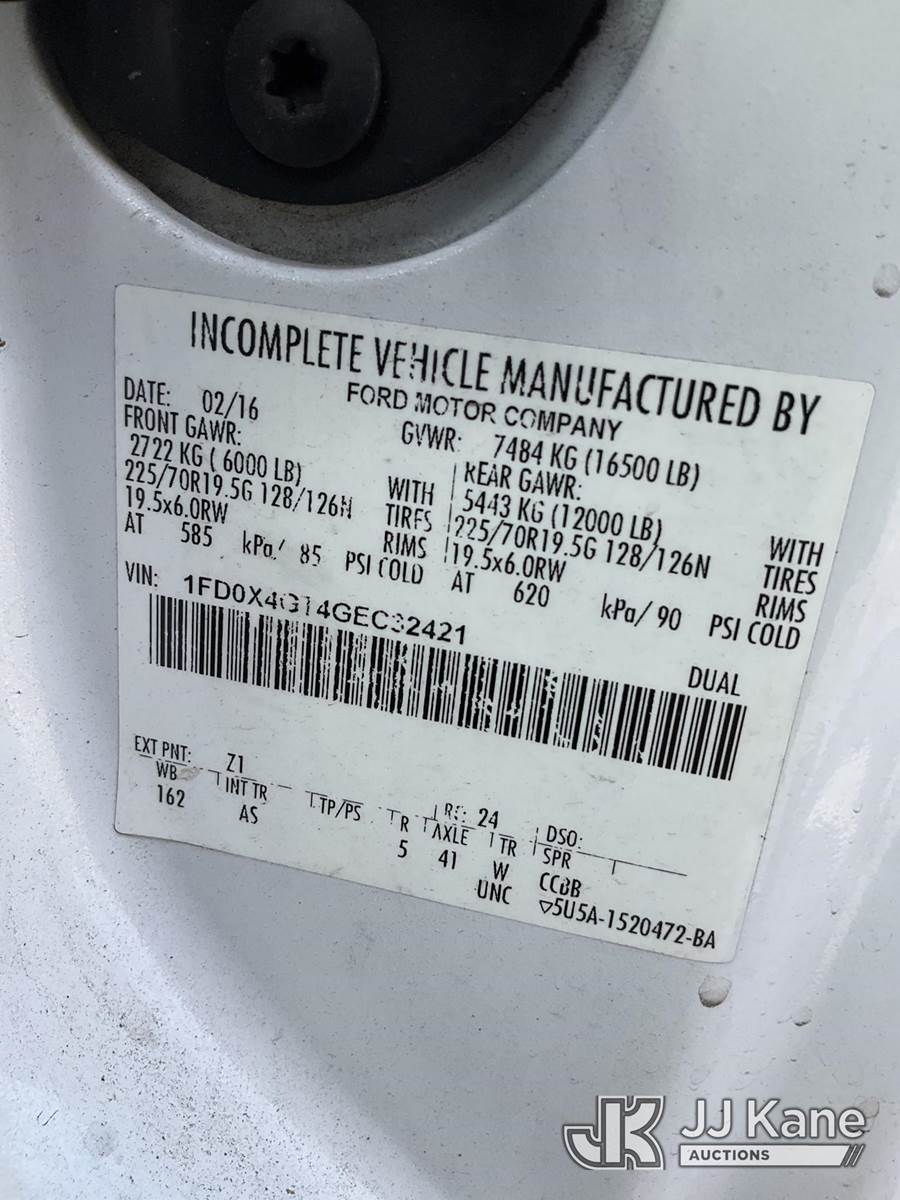 INCOMPLETE VEHICLE MANUFACTURED BY
FORD MOTOR COMPANY
DATE: 02/16 GVWR: 7484 KG (16500 LB)
FRONT GAWR: REAR GAWR:
2722 KG ( 6000 LB) WITH 5443 KG (12000 LB) WITH
225/70R19.5G 128/126N TIRES 225/70R19.5G 128/126N TIRES
19.5x6.0RW RIMS 19.5x6.0RW RIMS
AT 585 kPa/ 85 PSI COLD AT 620 kPa/ 90 PSI COLD
VIN: 1FD0X4GT4GEC32421
DUAL
EXT PNT: Z1 RC: 24 DSO:
WB INT TR TP/PS R AXLE TR SPR
162 AS 5 41 W CCBB
UNC ▽5U5A-1520472-BA
JK JJ Kane
AUCTIONS